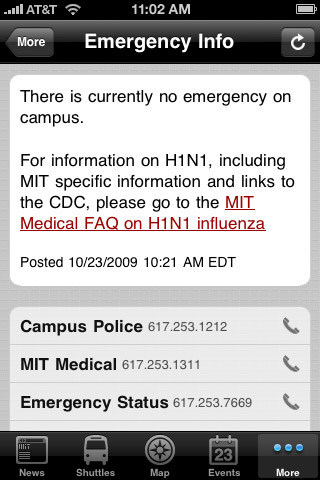 AT&T 11:02 AM
More Emergency Info
There is currently no emergency on
campus.
For information on H1N1, including
MIT specific information and links to
the CDC, please go to the MIT
Medical FAQ on H1N1 influenza
Posted 10/23/2009 10:21 AM EDT
Campus Police 617.253.1212
MIT Medical 617.253.1311
Emergency Status 617.253.7669
23
News Shuttles Map Events More